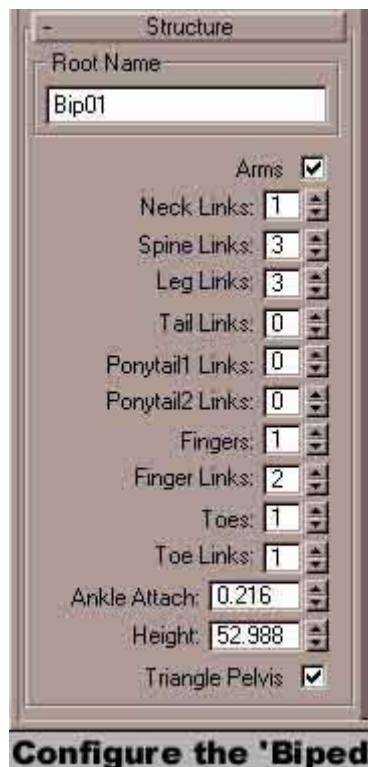 - Structure
Root Name
Bip01
Arms
Neck Links: 1
Spine Links: 3
Leg Links: 3
Tail Links: 0
Ponytail1 Links: 0
Ponytail2 Links: 0
Fingers: 1
Finger Links: 2
Toes: 1
Toe Links: 1
Ankle Attach: 0.216
Height: 52.988
Triangle Pelvis
Configure the 'Biped